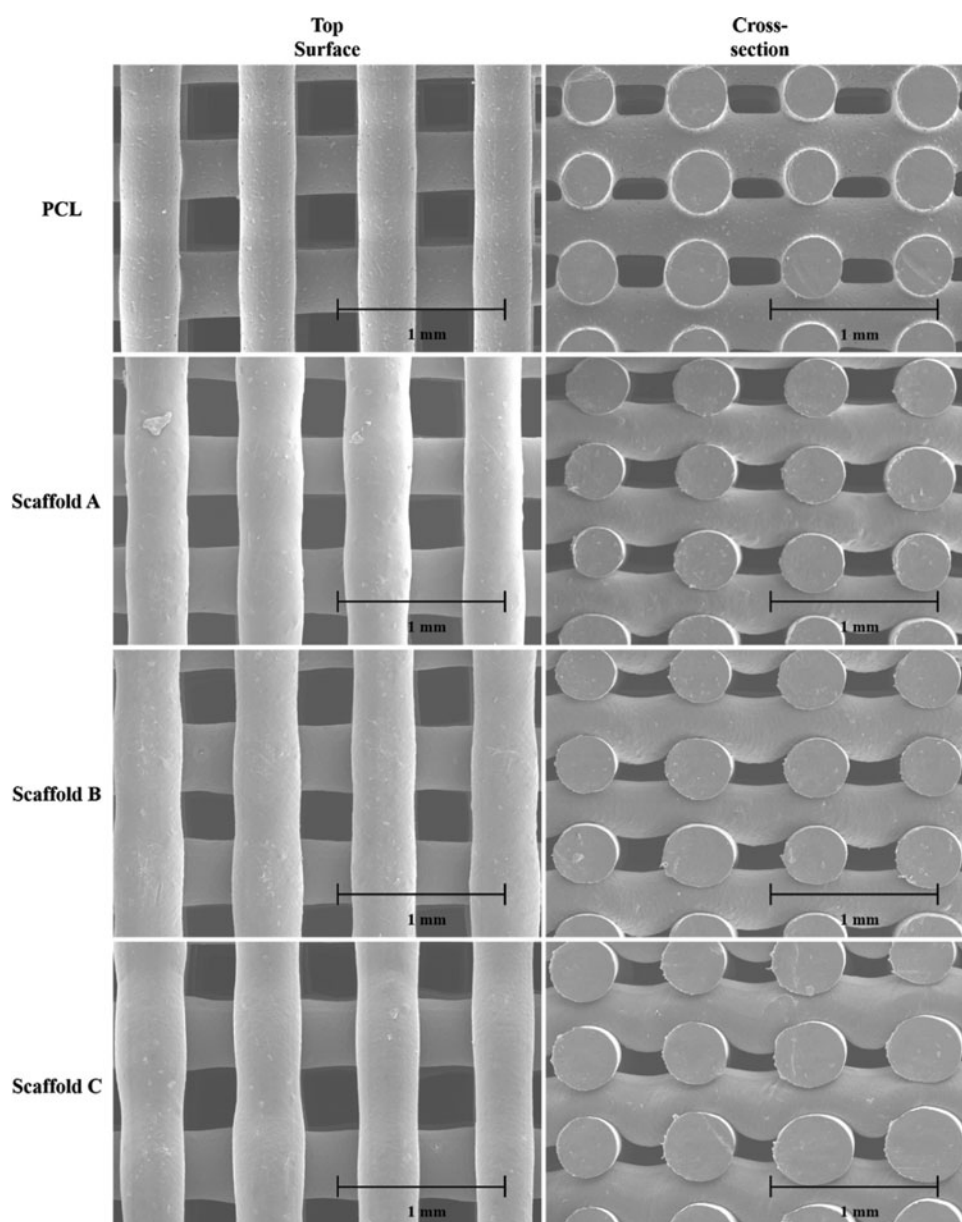 Top
Surface
Cross-
section
PCL
1 mm
1 mm
Scaffold A
1 mm
1 mm
Scaffold B
1 mm
1 mm
Scaffold C
1 mm
1 mm